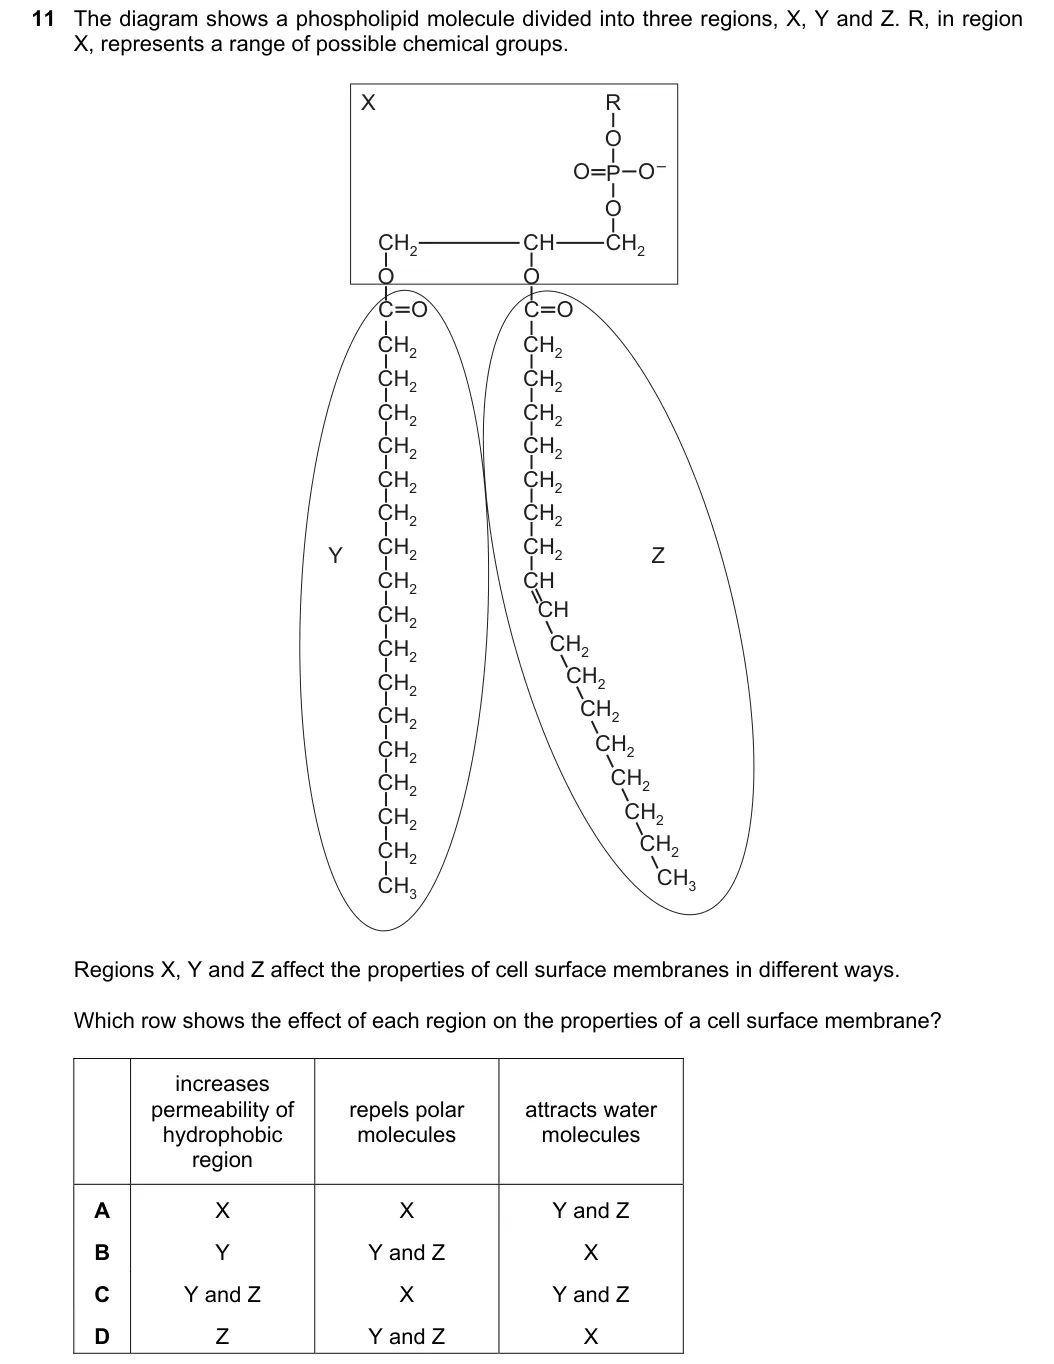 11 The diagram shows a phospholipid molecule divided into three regions, X, Y and Z. R, in region
X, represents a range of possible chemical groups.
X R
O
O=P–O⁻
O
CH₂ CH CH₂
O O
C=O C=O
CH₂ CH₂
CH₂ CH₂
CH₂ CH₂
CH₂ CH₂
CH₂ CH₂
CH₂ CH₂
Y CH₂ CH₂ Z
CH₂ CH
CH₂ CH
CH₂ CH₂
CH₂ CH₂
CH₂ CH₂
CH₂ CH₂
CH₂ CH₂
CH₂ CH₂
CH₂ CH₂
CH₃ CH₃
Regions X, Y and Z affect the properties of cell surface membranes in different ways.
Which row shows the effect of each region on the properties of a cell surface membrane?
increases
permeability of
hydrophobic
region
repels polar
molecules
attracts water
molecules
A X X Y and Z
B Y Y and Z X
C Y and Z X Y and Z
D Z Y and Z X